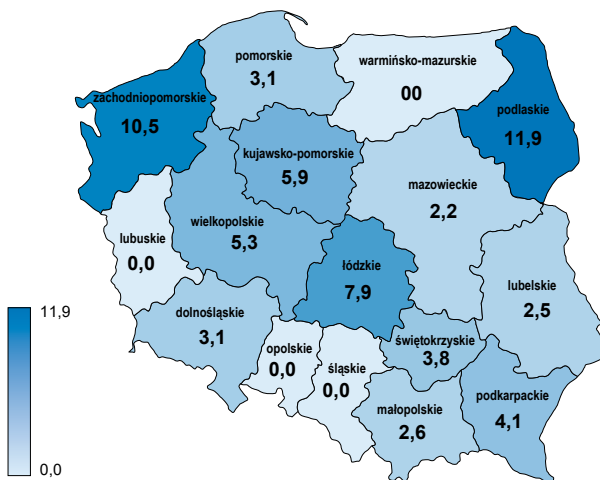 pomorskie
3,1
warmińsko-mazurskie
00
zachodniopomorskie
10,5
podlaskie
11,9
kujawsko-pomorskie
5,9
mazowieckie
2,2
wielkopolskie
5,3
lubuskie
0,0
łódzkie
7,9
lubelskie
2,5
dolnośląskie
3,1
opolskie
0,0
śląskie
0,0
świętokrzyskie
3,8
małopolskie
2,6
podkarpackie
4,1
11,9
0,0